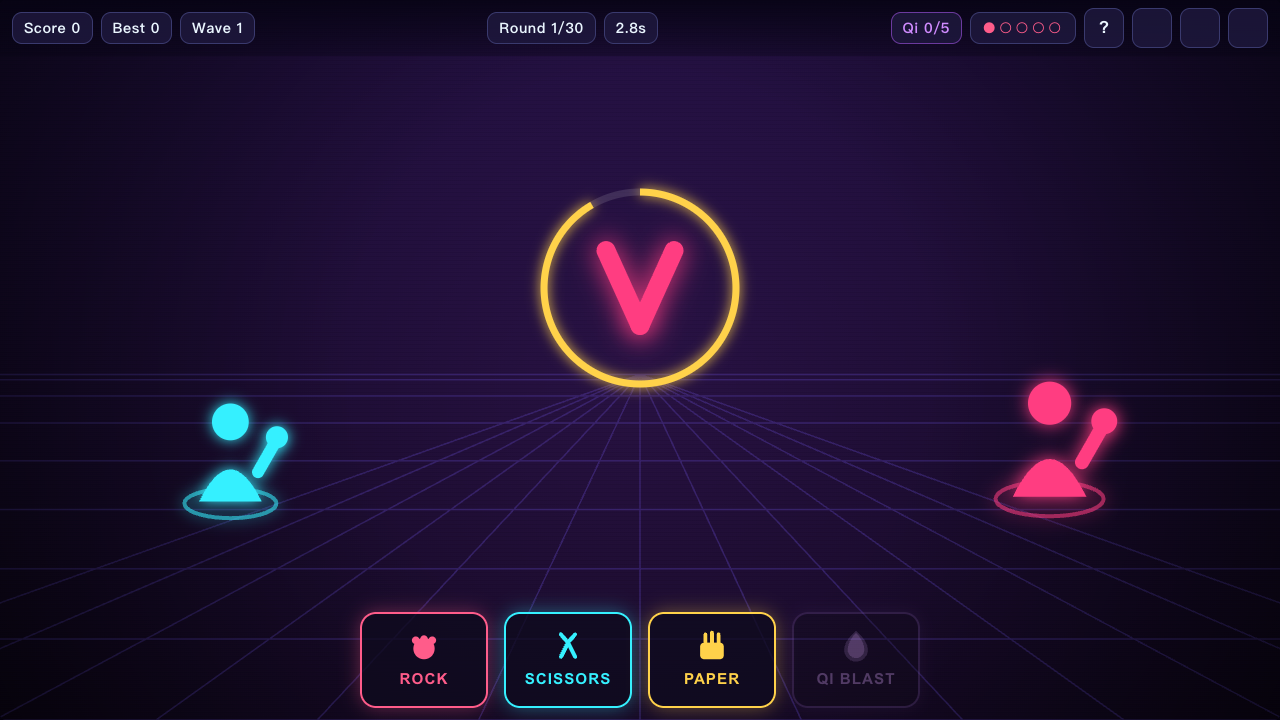 Score 0
Best 0
Wave 1
Round 1/30
2.8s
Qi 0/5
?
ROCK
SCISSORS
PAPER
QI BLAST